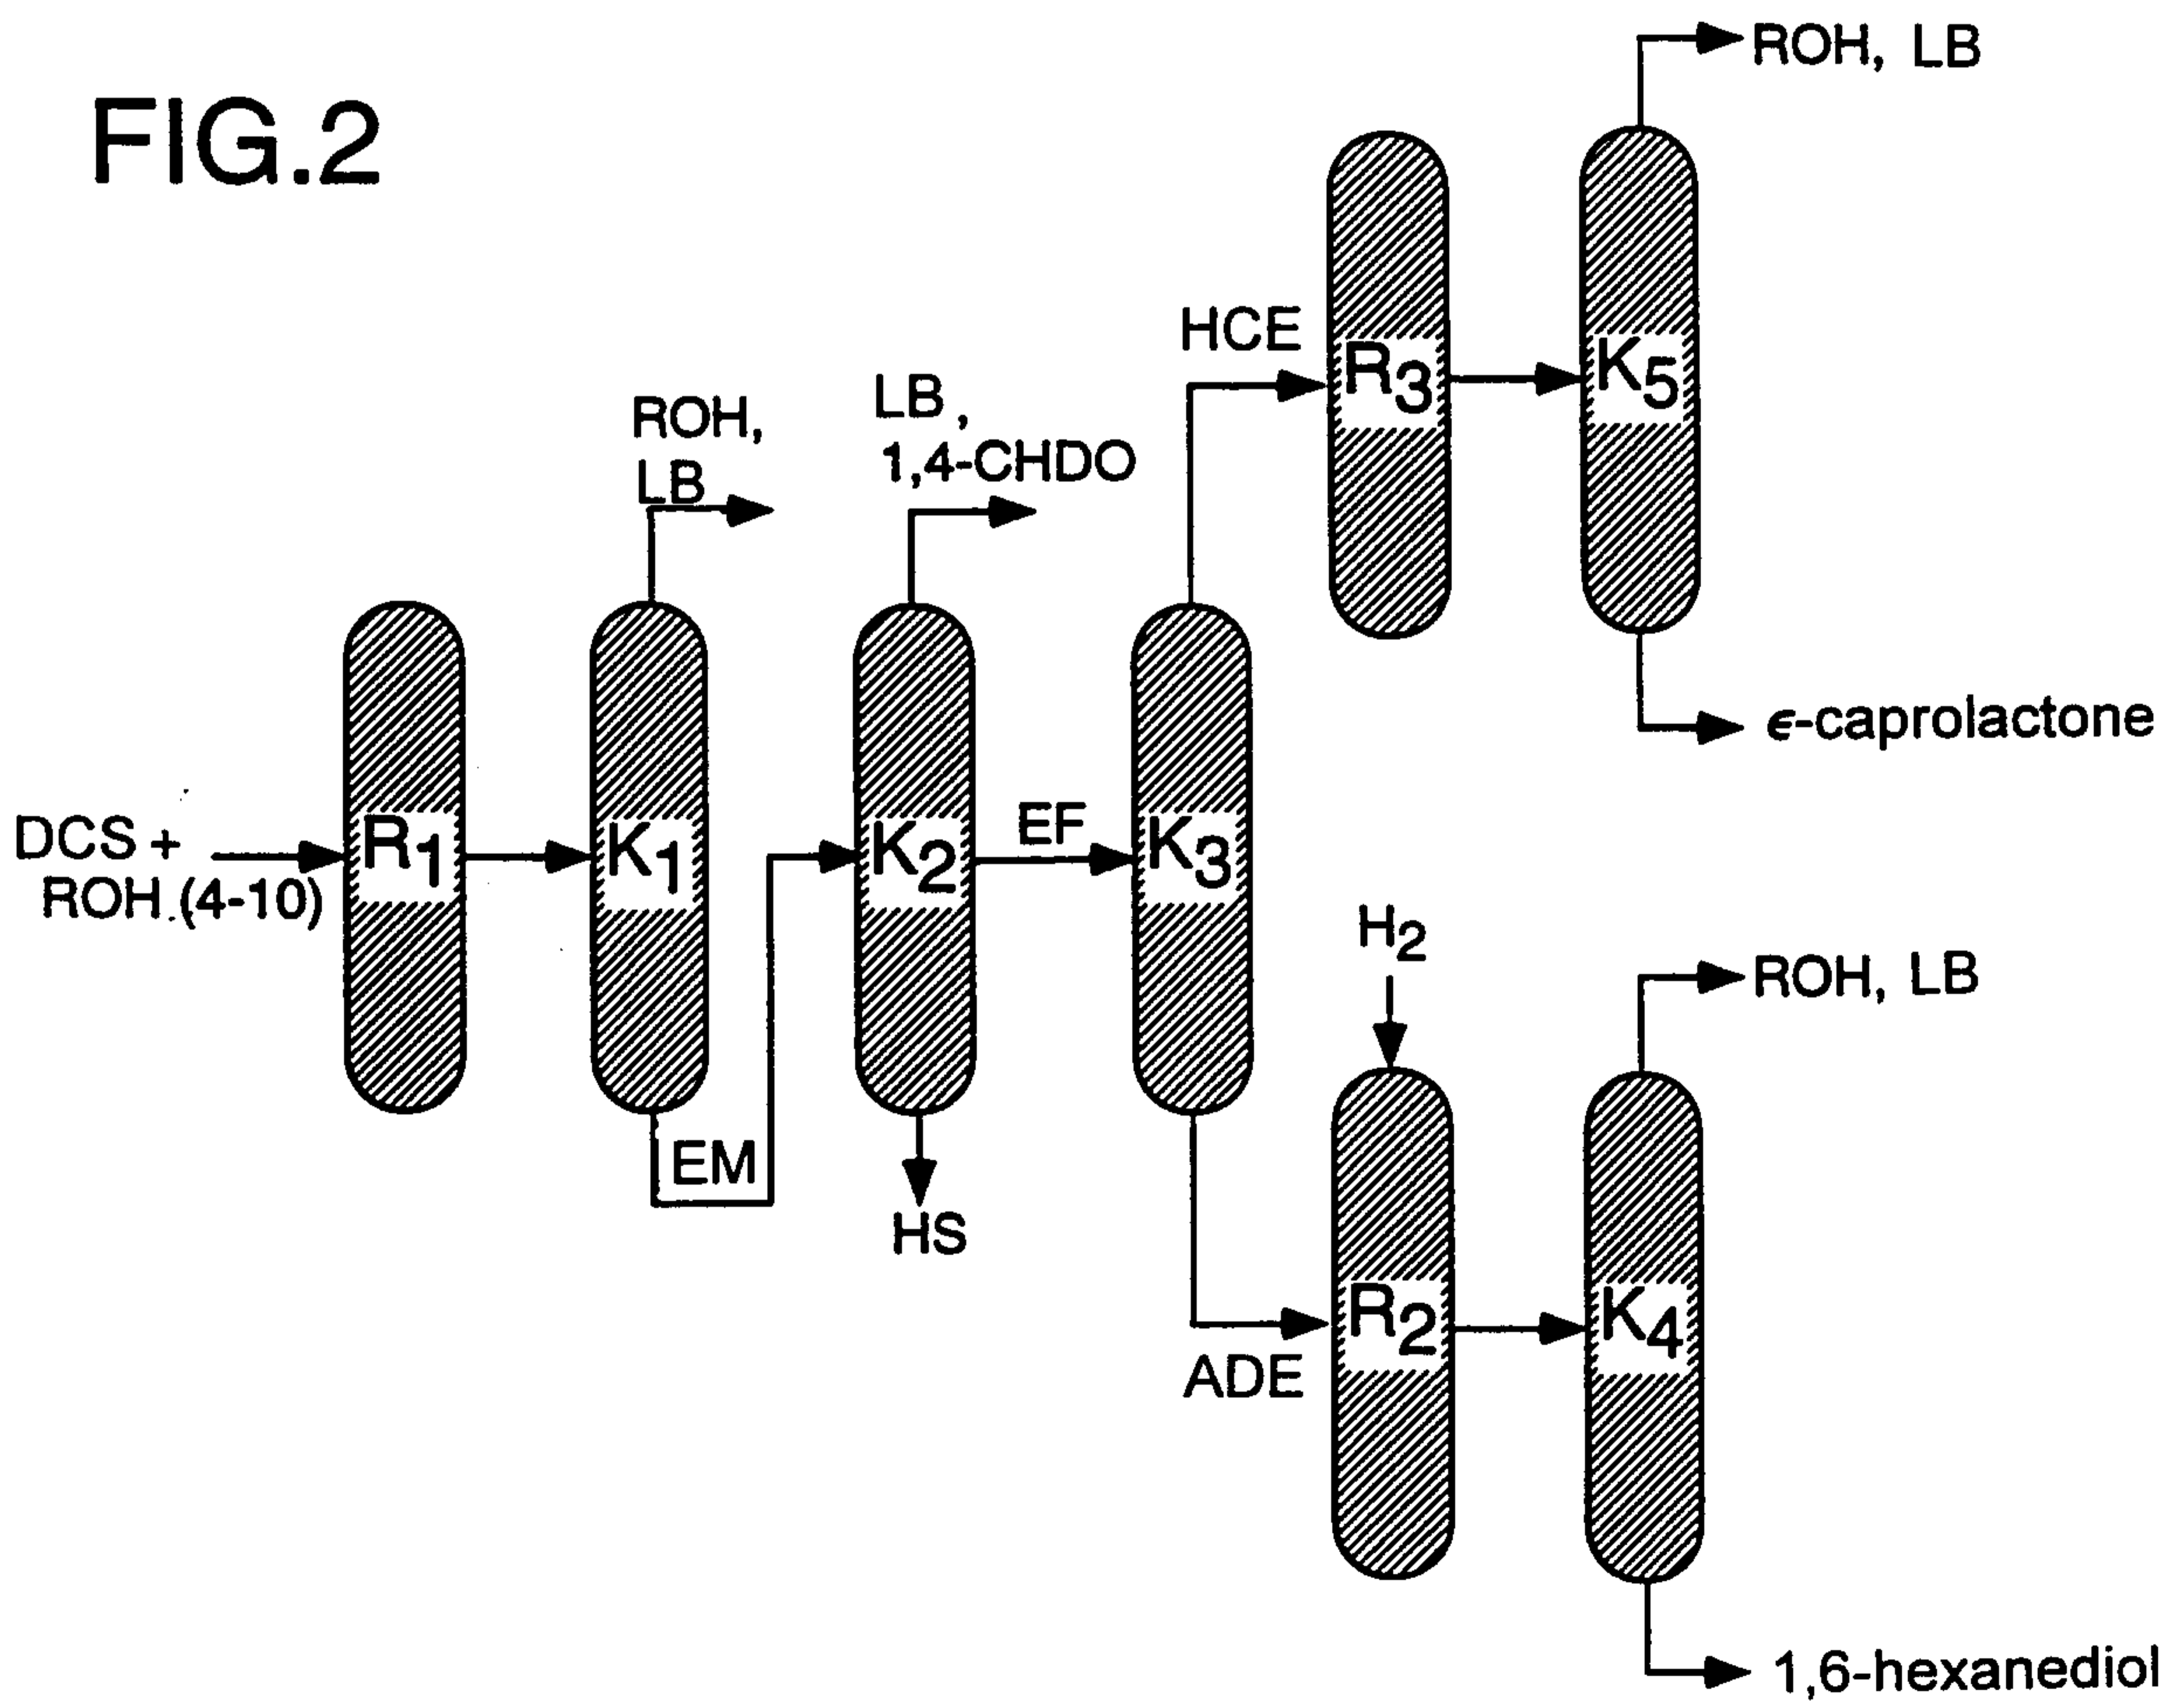 FIG.2
ROH, LB
HCE
R3
K5
ROH,
LB
LB ,
1,4-CHDO
ϵ-caprolactone
DCS +
ROH (4-10)
R1
K1
K2
EF
K3
H2
ROH, LB
EM
HS
ADE
R2
K4
1,6-hexanediol